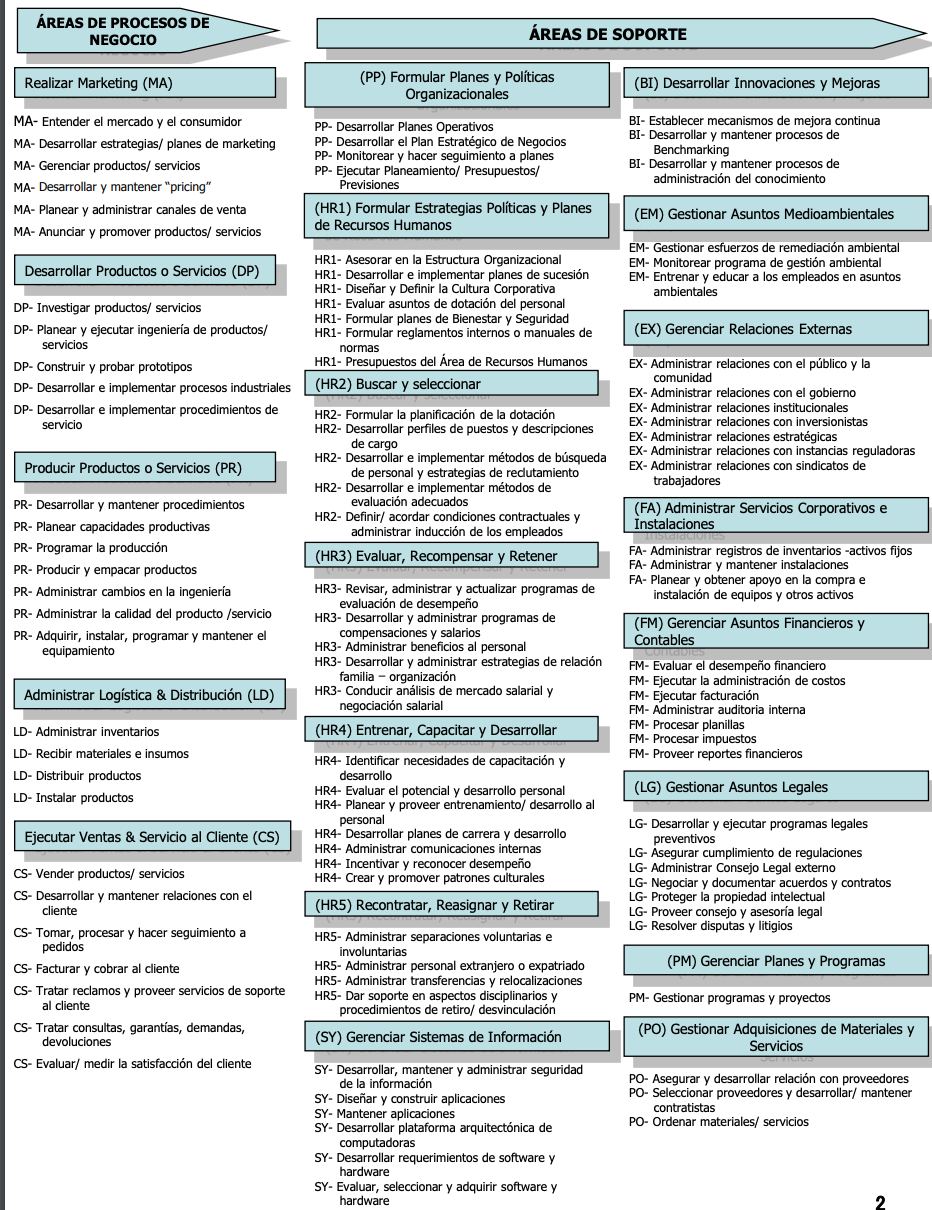 ÁREAS DE PROCESOS DE
NEGOCIO
Realizar Marketing (MA)
MA- Entender el mercado y el consumidor
MA- Desarrollar estrategias/ planes de marketing
MA- Gerenciar productos/ servicios
MA- Desarrollar y mantener “pricing”
MA- Planear y administrar canales de venta
MA- Anunciar y promover productos/ servicios
Desarrollar Productos o Servicios (DP)
DP- Investigar productos/ servicios
DP- Planear y ejecutar ingeniería de productos/
servicios
DP- Construir y probar prototipos
DP- Desarrollar e implementar procesos industriales
DP- Desarrollar e implementar procedimientos de
servicio
Producir Productos o Servicios (PR)
PR- Desarrollar y mantener procedimientos
PR- Planear capacidades productivas
PR- Programar la producción
PR- Producir y empacar productos
PR- Administrar cambios en la ingeniería
PR- Administrar la calidad del producto /servicio
PR- Adquirir, instalar, programar y mantener el
equipamiento
Administrar Logística & Distribución (LD)
LD- Administrar inventarios
LD- Recibir materiales e insumos
LD- Distribuir productos
LD- Instalar productos
Ejecutar Ventas & Servicio al Cliente (CS)
CS- Vender productos/ servicios
CS- Desarrollar y mantener relaciones con el
cliente
CS- Tomar, procesar y hacer seguimiento a
pedidos
CS- Facturar y cobrar al cliente
CS- Tratar reclamos y proveer servicios de soporte
al cliente
CS- Tratar consultas, garantías, demandas,
devoluciones
CS- Evaluar/ medir la satisfacción del cliente
ÁREAS DE SOPORTE
(PP) Formular Planes y Políticas
Organizacionales
PP- Desarrollar Planes Operativos
PP- Desarrollar el Plan Estratégico de Negocios
PP- Monitorear y hacer seguimiento a planes
PP- Ejecutar Planeamiento/ Presupuestos/
Previsiones
(HR1) Formular Estrategias Políticas y Planes
de Recursos Humanos
HR1- Asesorar en la Estructura Organizacional
HR1- Desarrollar e implementar planes de sucesión
HR1- Diseñar y Definir la Cultura Corporativa
HR1- Evaluar asuntos de dotación del personal
HR1- Formular planes de Bienestar y Seguridad
HR1- Formular reglamentos internos o manuales de
normas
HR1- Presupuestos del Área de Recursos Humanos
(HR2) Buscar y seleccionar
HR2- Formular la planificación de la dotación
HR2- Desarrollar perfiles de puestos y descripciones
de cargo
HR2- Desarrollar e implementar métodos de búsqueda
de personal y estrategias de reclutamiento
HR2- Desarrollar e implementar métodos de
evaluación adecuados
HR2- Definir/ acordar condiciones contractuales y
administrar inducción de los empleados
(HR3) Evaluar, Recompensar y Retener
HR3- Revisar, administrar y actualizar programas de
evaluación de desempeño
HR3- Desarrollar y administrar programas de
compensaciones y salarios
HR3- Administrar beneficios al personal
HR3- Desarrollar y administrar estrategias de relación
familia – organización
HR3- Conducir análisis de mercado salarial y
negociación salarial
(HR4) Entrenar, Capacitar y Desarrollar
HR4- Identificar necesidades de capacitación y
desarrollo
HR4- Evaluar el potencial y desarrollo personal
HR4- Planear y proveer entrenamiento/ desarrollo al
personal
HR4- Desarrollar planes de carrera y desarrollo
HR4- Administrar comunicaciones internas
HR4- Incentivar y reconocer desempeño
HR4- Crear y promover patrones culturales
(HR5) Recontratar, Reasignar y Retirar
HR5- Administrar separaciones voluntarias e
involuntarias
HR5- Administrar personal extranjero o expatriado
HR5- Administrar transferencias y relocalizaciones
HR5- Dar soporte en aspectos disciplinarios y
procedimientos de retiro/ desvinculación
(SY) Gerenciar Sistemas de Información
SY- Desarrollar, mantener y administrar seguridad
de la información
SY- Diseñar y construir aplicaciones
SY- Mantener aplicaciones
SY- Desarrollar plataforma arquitectónica de
computadoras
SY- Desarrollar requerimientos de software y
hardware
SY- Evaluar, seleccionar y adquirir software y
hardware
(BI) Desarrollar Innovaciones y Mejoras
BI- Establecer mecanismos de mejora continua
BI- Desarrollar y mantener procesos de
Benchmarking
BI- Desarrollar y mantener procesos de
administración del conocimiento
(EM) Gestionar Asuntos Medioambientales
EM- Gestionar esfuerzos de remediación ambiental
EM- Monitorear programa de gestión ambiental
EM- Entrenar y educar a los empleados en asuntos
ambientales
(EX) Gerenciar Relaciones Externas
EX- Administrar relaciones con el público y la
comunidad
EX- Administrar relaciones con el gobierno
EX- Administrar relaciones institucionales
EX- Administrar relaciones con inversionistas
EX- Administrar relaciones estratégicas
EX- Administrar relaciones con instancias reguladoras
EX- Administrar relaciones con sindicatos de
trabajadores
(FA) Administrar Servicios Corporativos e
Instalaciones
FA- Administrar registros de inventarios -activos fijos
FA- Administrar y mantener instalaciones
FA- Planear y obtener apoyo en la compra e
instalación de equipos y otros activos
(FM) Gerenciar Asuntos Financieros y
Contables
FM- Evaluar el desempeño financiero
FM- Ejecutar la administración de costos
FM- Ejecutar facturación
FM- Administrar auditoria interna
FM- Procesar planillas
FM- Procesar impuestos
FM- Proveer reportes financieros
(LG) Gestionar Asuntos Legales
LG- Desarrollar y ejecutar programas legales
preventivos
LG- Asegurar cumplimiento de regulaciones
LG- Administrar Consejo Legal externo
LG- Negociar y documentar acuerdos y contratos
LG- Proteger la propiedad intelectual
LG- Proveer consejo y asesoría legal
LG- Resolver disputas y litigios
(PM) Gerenciar Planes y Programas
PM- Gestionar programas y proyectos
(PO) Gestionar Adquisiciones de Materiales y
Servicios
PO- Asegurar y desarrollar relación con proveedores
PO- Seleccionar proveedores y desarrollar/ mantener
contratistas
PO- Ordenar materiales/ servicios
2